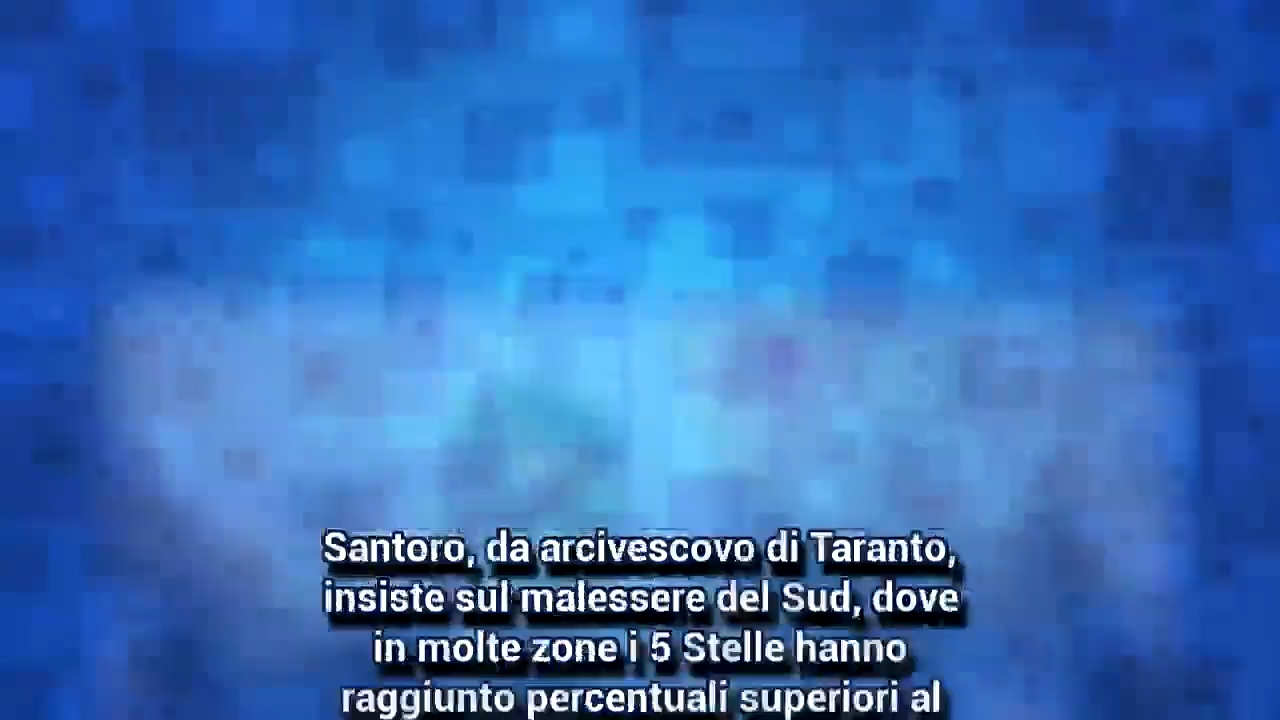 Santoro, da arcivescovo di Taranto,
insiste sul malessere del Sud, dove
in molte zone i 5 Stelle hanno
raggiunto percentuali superiori al